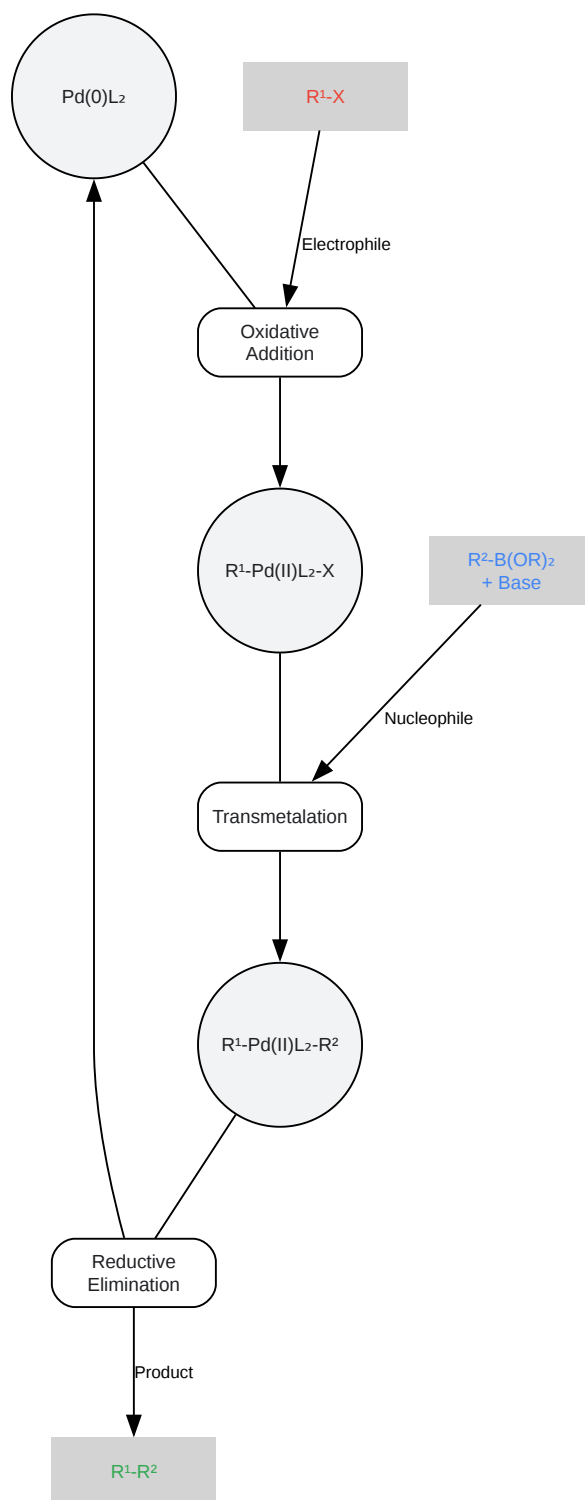 Pd(0)L₂
R¹-X
Electrophile
Oxidative
Addition
R¹-Pd(II)L₂-X
R²-B(OR)₂
+ Base
Nucleophile
Transmetalation
R¹-Pd(II)L₂-R²
Reductive
Elimination
Product
R¹-R²